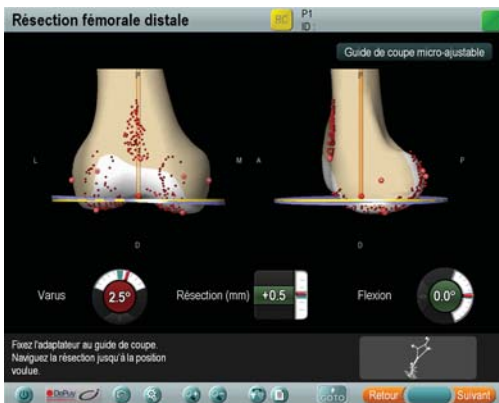 Résection fémorale distale
RC
P1
ID :
Guide de coupe micro-ajustable
P
P
L
M
A
P
D
D
Varus
2.5°
Résection (mm)
+0.5
Flexion
0.0°
Fixez l'adaptateur au guide de coupe.
Naviguez la résection jusqu'à la position
voulue.
DePuy
GOTO
Retour
Suivant